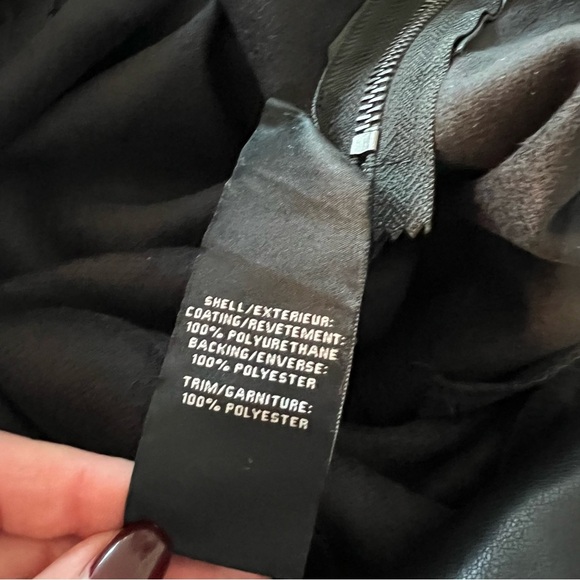 SHELL/EXTERIEUR:
COATING/REVETEMENT:
100% POLYURETHANE
BACKING/ENVERSE:
100% POLYESTER
TRIM/GARNITURE:
100% POLYESTER